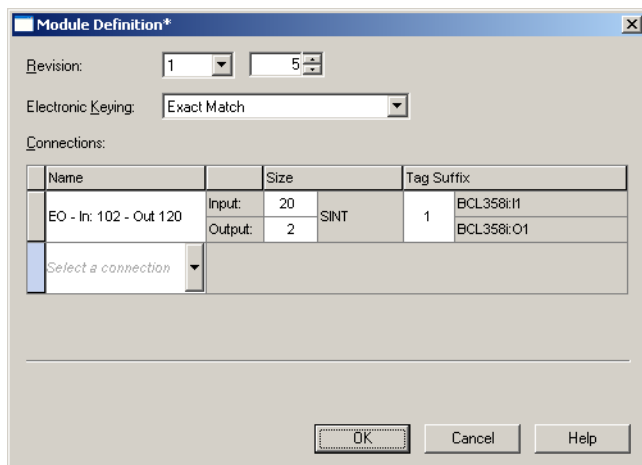 Module Definition*
Revision: 1 5
Electronic Keying: Exact Match
Connections:
Name Size Tag Suffix
EO - In: 102 - Out 120 Input: 20 SINT 1 BCL358i:I1
Output: 2 BCL358i:O1
Select a connection
OK Cancel Help